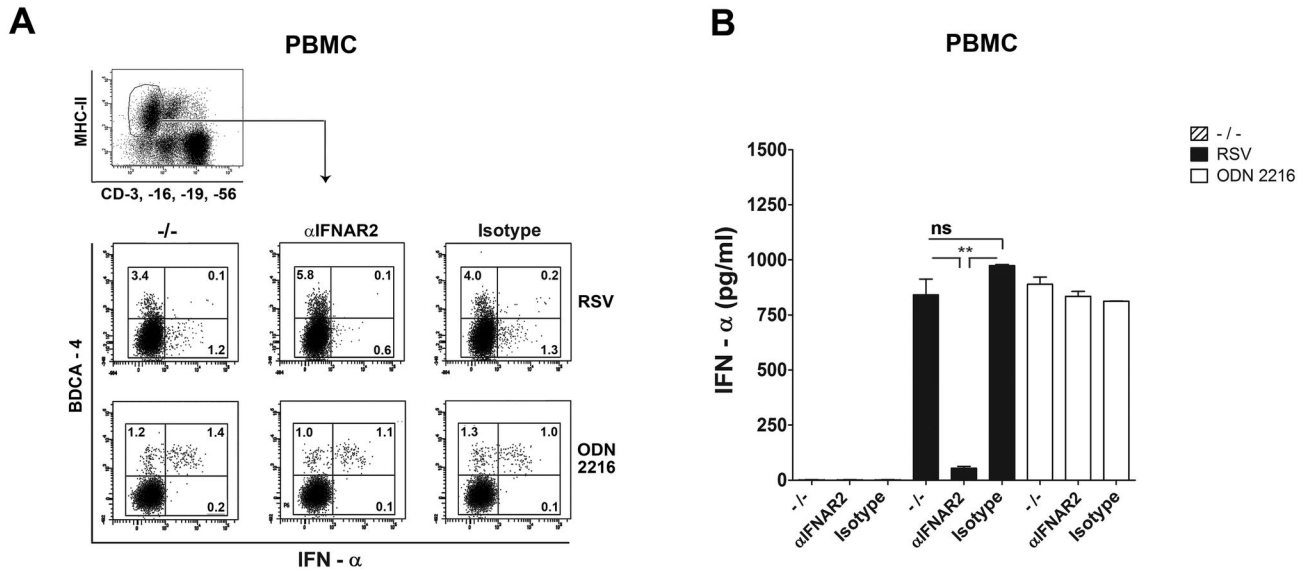 A
PBMC
MHC-II
CD-3, -16, -19, -56
-/-
αIFNAR2
Isotype
3.4
0.1
1.2
5.8
0.1
0.6
4.0
0.2
1.3
RSV
BDCA - 4
1.2
1.4
0.2
1.0
1.1
0.1
P6
1.3
1.0
0.1
ODN
2216
IFN - α
B
PBMC
- / -
RSV
ODN 2216
IFN - α (pg/ml)
1500
1250
1000
750
500
250
0
ns
**
-/-
αIFNAR2
Isotype
-/-
αIFNAR2
Isotype
-/-
αIFNAR2
Isotype